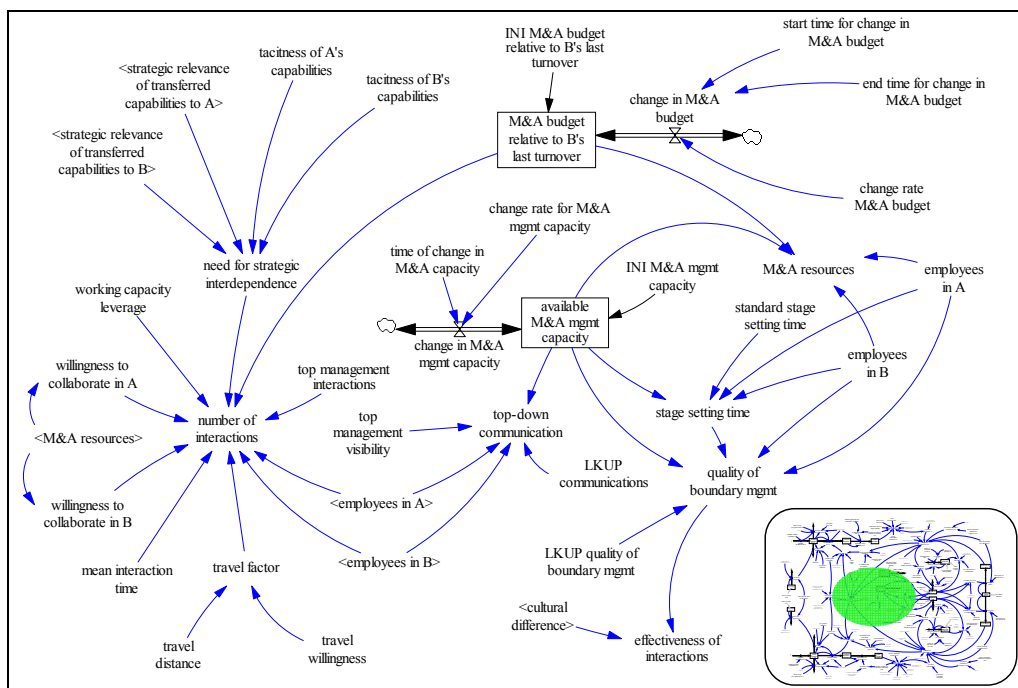 INI M&A budget
relative to B's last
turnover
start time for change in
M&A budget
tacitness of A's
capabilities
<strategic relevance
of transferred
capabilities to A>
tacitness of B's
capabilities
end time for change in
M&A budget
change in M&A
budget
M&A budget
relative to B's
last turnover
<strategic relevance
of transferred
capabilities to B>
change rate
M&A budget
change rate for M&A
mgmt capacity
time of change in
M&A capacity
need for strategic
interdependence
INI M&A mgmt
capacity
M&A resources
employees
in A
working capacity
leverage
available
M&A mgmt
capacity
standard stage
setting time
change in M&A
mgmt capacity
employees
in B
willingness to
collaborate in A
top management
interactions
number of
interactions
top
management
visibility
top-down
communication
stage setting time
<M&A resources>
LKUP
communications
quality of
boundary mgmt
willingness to
collaborate in B
<employees in A>
mean interaction
time
travel factor
<employees in B>
LKUP quality of
boundary mgmt
<cultural
difference>
effectiveness of
interactions
travel
distance
travel
willingness